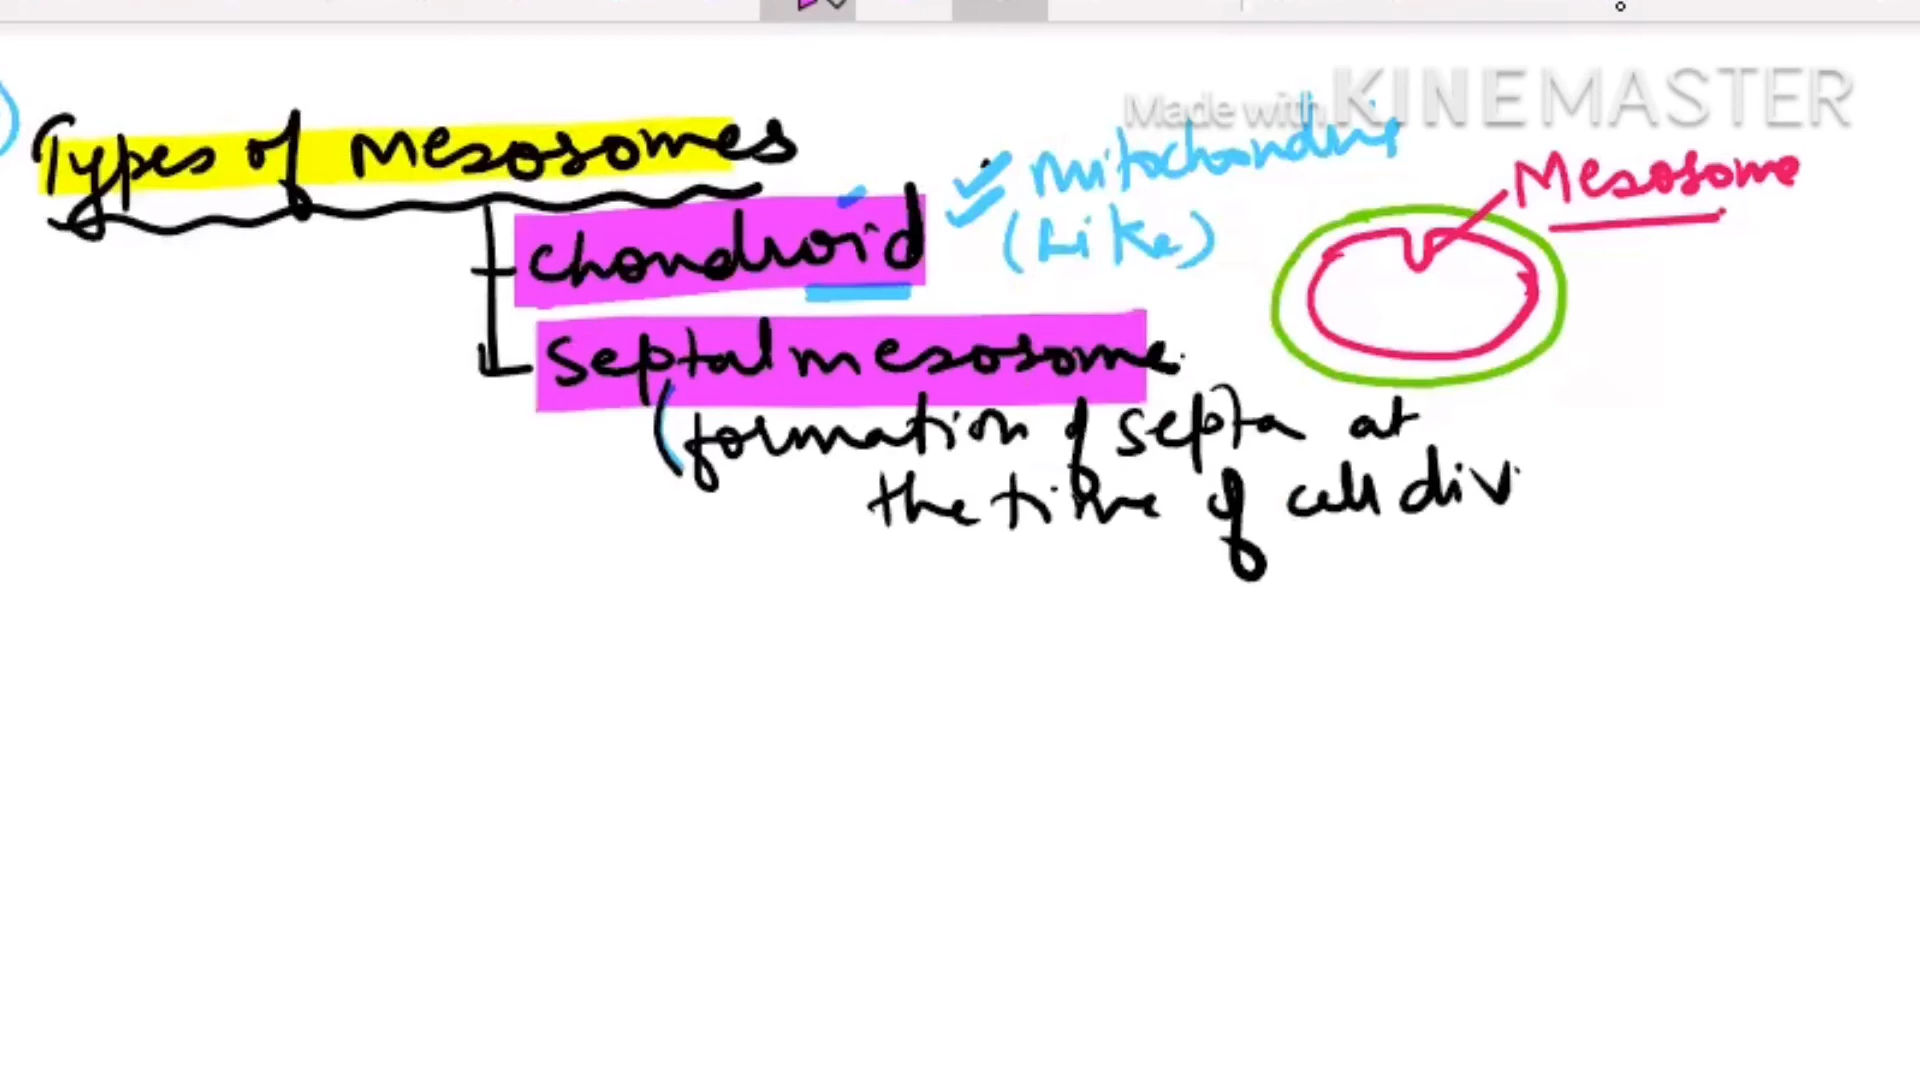 Made with KINEMASTER
Types of Mesosomes
Mitochondria
(Like)
Mesosome
chondroid
Septal mesosome
(formation of septa at
the time of cell div